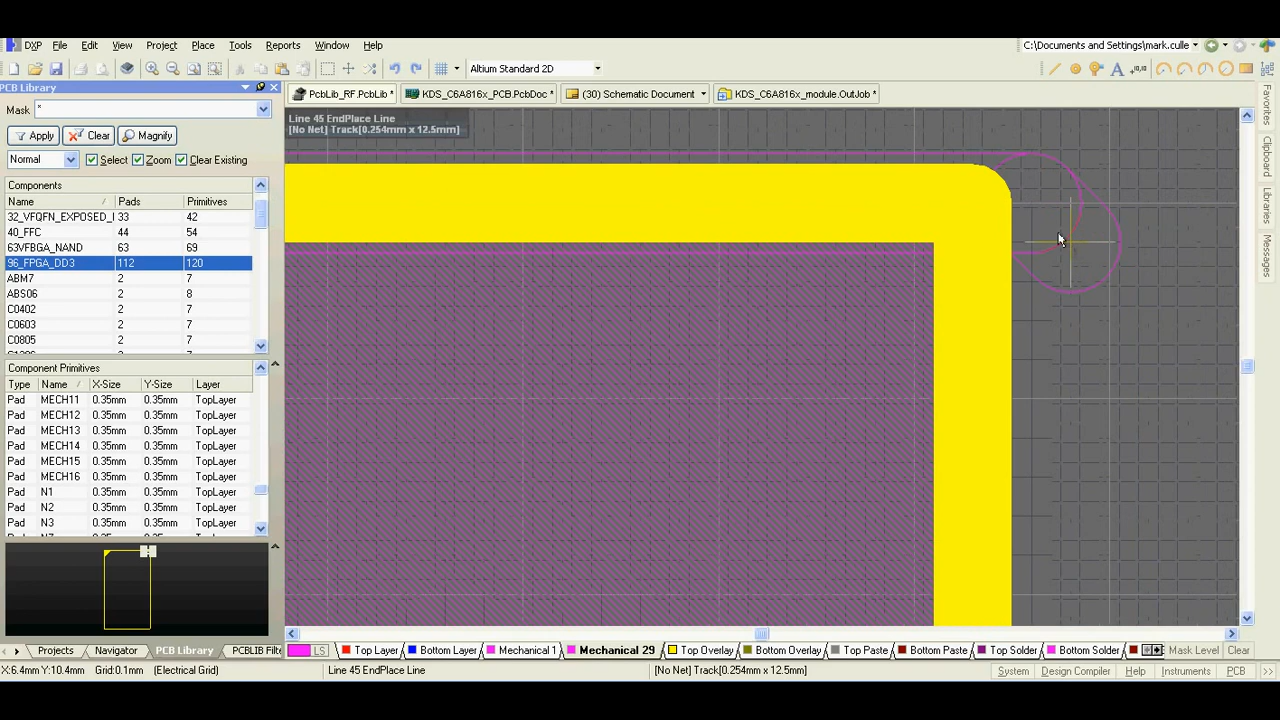 DXP File Edit View Project Place Tools Reports Window Help
C:\Documents and Settings\mark.culle
Altium Standard 2D
PCB Library
PcbLib_RF.PcbLib *
KDS_C6A816x_PCB.PcbDoc *
(30) Schematic Document
KDS_C6A816x_module.OutJob *
Mask *
Line 45 EndPlace Line
[No Net] Track[0.254mm x 12.5mm]
Apply Clear Magnify
Normal Select Zoom Clear Existing
Components
Name / Pads Primitives
32_VFQFN_EXPOSED_I 33 42
40_FFC 44 54
63VFBGA_NAND 63 69
96_FPGA_DD3 112 120
ABM7 2 7
ABS06 2 8
C0402 2 7
C0603 2 7
C0805 2 7
Component Primitives
Type Name / X-Size Y-Size Layer
Pad MECH11 0.35mm 0.35mm TopLayer
Pad MECH12 0.35mm 0.35mm TopLayer
Pad MECH13 0.35mm 0.35mm TopLayer
Pad MECH14 0.35mm 0.35mm TopLayer
Pad MECH15 0.35mm 0.35mm TopLayer
Pad MECH16 0.35mm 0.35mm TopLayer
Pad N1 0.35mm 0.35mm TopLayer
Pad N2 0.35mm 0.35mm TopLayer
Pad N3 0.35mm 0.35mm TopLayer
Favorites
Clipboard
Libraries
Messages
Projects Navigator PCB Library PCBLIB Filt
LS Top Layer Bottom Layer Mechanical 1 Mechanical 29 Top Overlay Bottom Overlay Top Paste Bottom Paste Top Solder Bottom Solder Mask Level Clear
X:6.4mm Y:10.4mm Grid:0.1mm (Electrical Grid) Line 45 EndPlace Line [No Net] Track[0.254mm x 12.5mm] System Design Compiler Help Instruments PCB >>